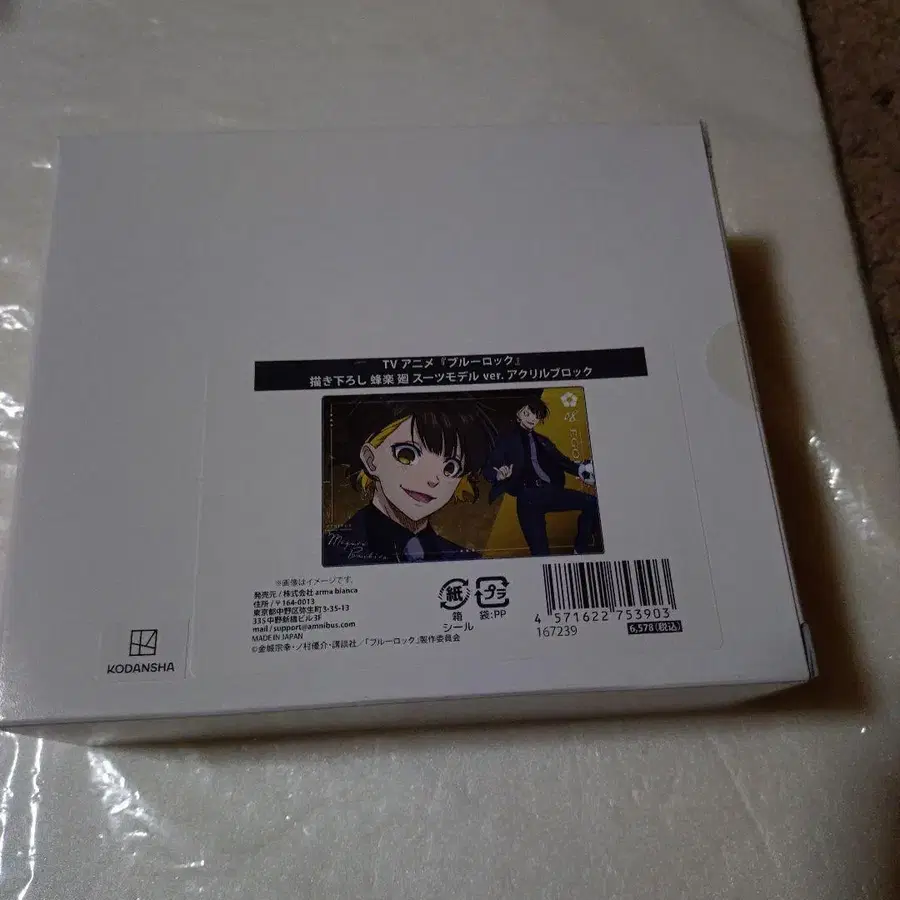 TV アニメ『ブルーロック』
描き下ろし 蜂楽 廻 スーツモデル ver. アクリルブロック
EGO
Meguru
Bachira
※画像はイメージです。
発売元 / 株式会社 arma bianca
住所 / 〒164-0013
東京都中野区弥生町3-35-13
335 中野新橋ビル3F
mail / support@amnibus.com
MADE IN JAPAN
©金城宗幸・ノ村優介・講談社／「ブルーロック」製作委員会
紙
箱
シール
プラ
袋:PP
4 571622 753903
167239
6,578(税込)
KODANSHA